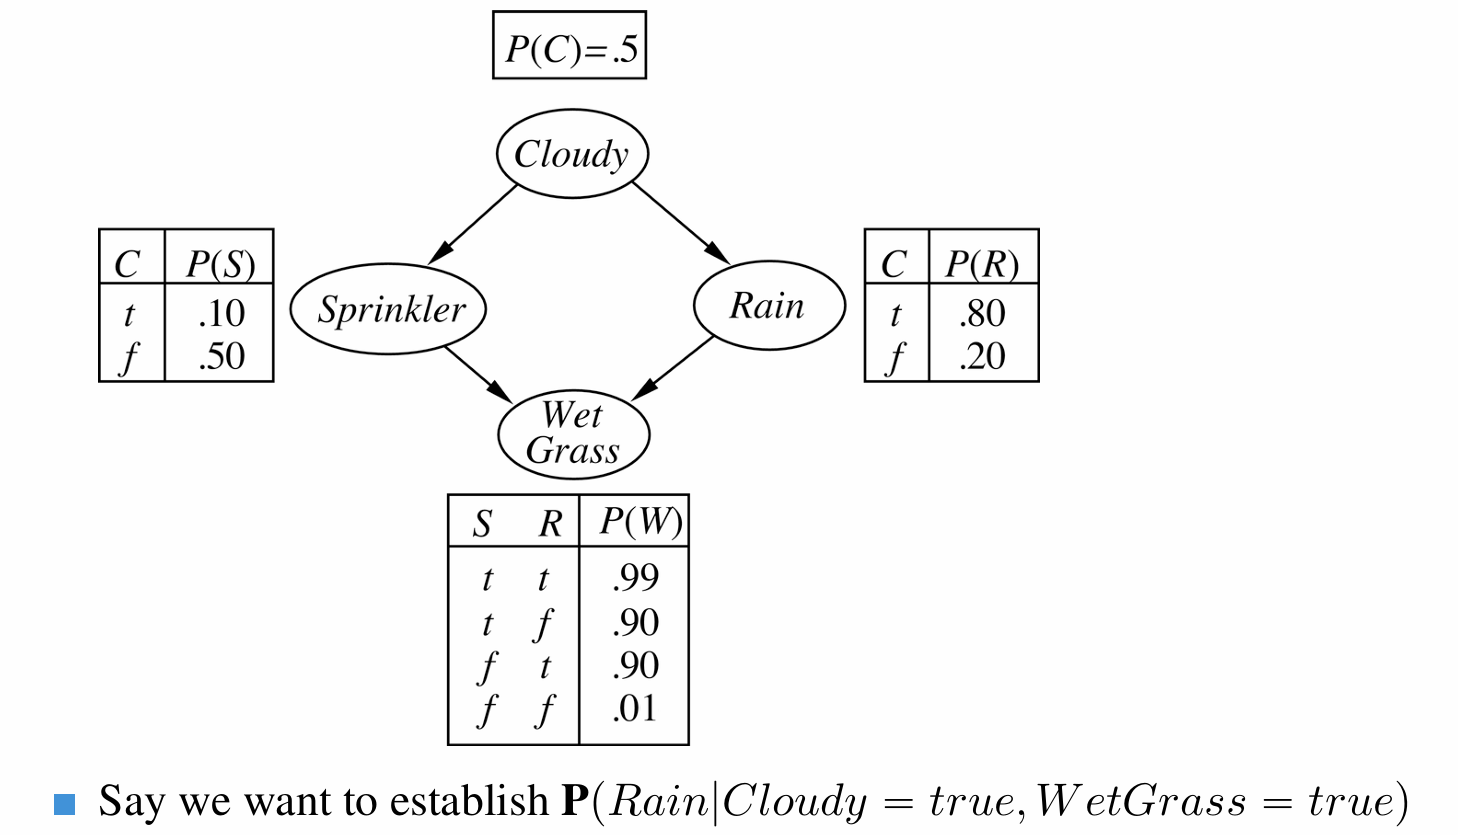 P(C)=.5
Cloudy
C P(S)
t .10
f .50
Sprinkler
Rain
C P(R)
t .80
f .20
Wet
Grass
S R P(W)
t t .99
t f .90
f t .90
f f .01
Say we want to establish P(Rain|Cloudy = true, WetGrass = true)